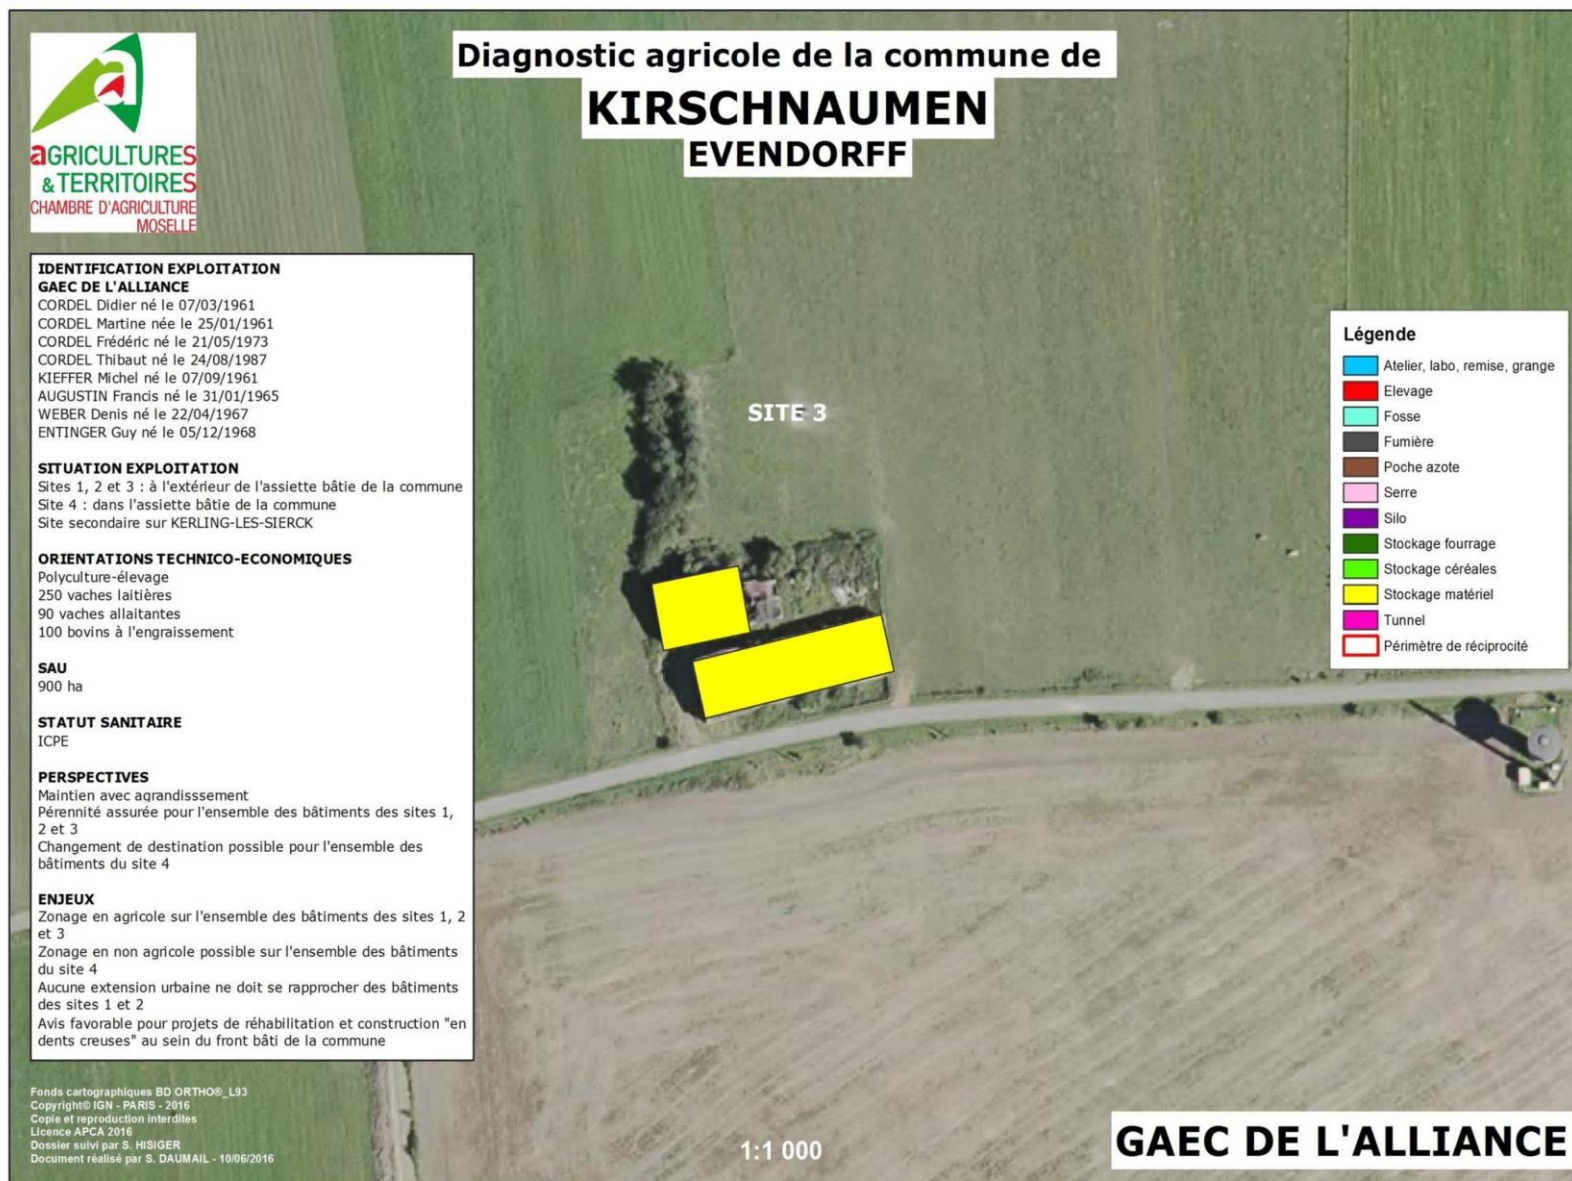 Diagnostic agricole de la commune de
KIRSCHNAUMEN
EVENDORFF
aGRICULTURES
& TERRITOIRES
CHAMBRE D'AGRICULTURE
MOSELLE
IDENTIFICATION EXPLOITATION
GAEC DE L'ALLIANCE
CORDEL Didier né le 07/03/1961
CORDEL Martine née le 25/01/1961
CORDEL Frédéric né le 21/05/1973
CORDEL Thibaut né le 24/08/1987
KIEFFER Michel né le 07/09/1961
AUGUSTIN Francis né le 31/01/1965
WEBER Denis né le 22/04/1967
ENTINGER Guy né le 05/12/1968
SITUATION EXPLOITATION
Sites 1, 2 et 3 : à l'extérieur de l'assiette bâtie de la commune
Site 4 : dans l'assiette bâtie de la commune
Site secondaire sur KERLING-LES-SIERCK
ORIENTATIONS TECHNICO-ECONOMIQUES
Polyculture-élevage
250 vaches laitières
90 vaches allaitantes
100 bovins à l'engraissement
SAU
900 ha
STATUT SANITAIRE
ICPE
PERSPECTIVES
Maintien avec agrandisssement
Pérennité assurée pour l'ensemble des bâtiments des sites 1,
2 et 3
Changement de destination possible pour l'ensemble des
bâtiments du site 4
ENJEUX
Zonage en agricole sur l'ensemble des bâtiments des sites 1, 2
et 3
Zonage en non agricole possible sur l'ensemble des bâtiments
du site 4
Aucune extension urbaine ne doit se rapprocher des bâtiments
des sites 1 et 2
Avis favorable pour projets de réhabilitation et construction "en
dents creuses" au sein du front bâti de la commune
SITE 3
Légende
Atelier, labo, remise, grange
Elevage
Fosse
Fumière
Poche azote
Serre
Silo
Stockage fourrage
Stockage céréales
Stockage matériel
Tunnel
Périmètre de réciprocité
Fonds cartographiques BD ORTHO®_L93
Copyright© IGN - PARIS - 2016
Copie et reproduction interdites
Licence APCA 2016
Dossier suivi par S. HISIGER
Document réalisé par S. DAUMAIL - 10/06/2016
1:1 000
GAEC DE L'ALLIANCE